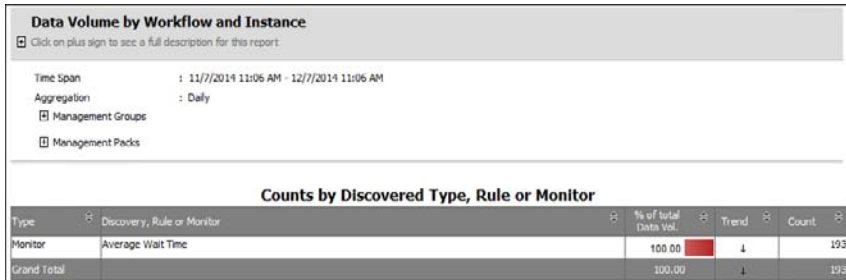 Data Volume by Workflow and Instance
Click on plus sign to see a full description for this report
Time Span : 11/7/2014 11:06 AM - 12/7/2014 11:06 AM
Aggregation : Daily
Management Groups
Management Packs
Counts by Discovered Type, Rule or Monitor
Type Discovery, Rule or Monitor % of total Data Vol. Trend Count
Monitor Average Wait Time 100.00 ↓ 193
Grand Total 100.00 ↓ 193